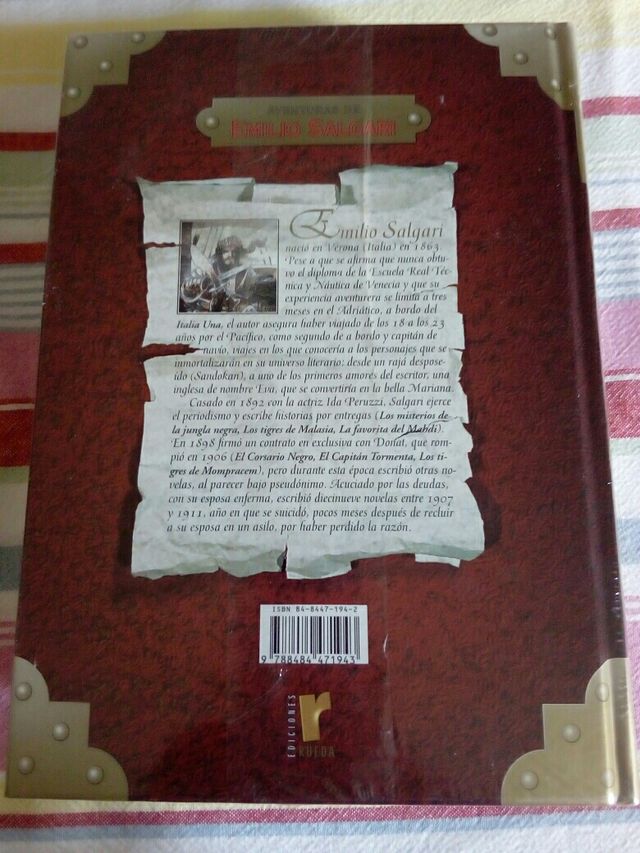 AVENTURAS DE
EMILIO SALGARI
Emilio Salgari
nació en Verona (Italia) en 1863.
Pese a que se afirma que nunca obtu-
vo el diploma de la Escuela Real Téc-
nica y Náutica de Venecia y que su
experiencia aventurera se limita a tres
meses en el Adriático, a bordo del
Italia Una, el autor asegura haber viajado de los 18 a los 23
años por el Pacífico, como segundo de a bordo y capitán de
navío, viajes en los que conocería a los personajes que se
inmortalizarán en su universo literario: desde un rajá despose-
ído (Sandokan), a uno de los primeros amores del escritor, una
inglesa de nombre Eva, que se convertiría en la bella Mariana.
Casado en 1892 con la actriz Ida Peruzzi, Salgari ejerce
el periodismo y escribe historias por entregas (Los misterios de
la jungla negra, Los tigres de Malasia, La favorita del Mahdi).
En 1898 firmó un contrato en exclusiva con Donat, que rom-
pió en 1906 (El Corsario Negro, El Capitán Tormenta, Los ti-
gres de Mompracem), pero durante esta época escribió otras no-
velas, al parecer bajo pseudónimo. Acuciado por las deudas,
con su esposa enferma, escribió diecinueve novelas entre 1907
y 1911, año en que se suicidó, pocos meses después de recluir
a su esposa en un asilo, por haber perdido la razón.
ISBN 84-8447-194-2
9 788484 471943
EDICIONES
r
RUEDA